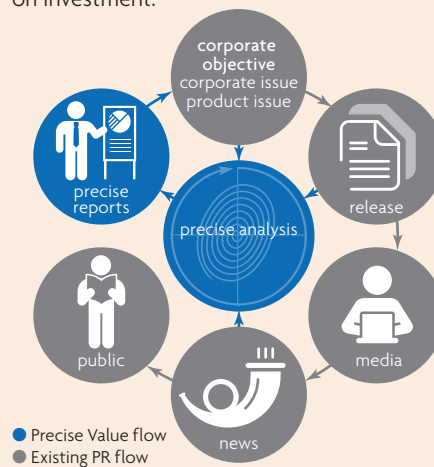 on investment.
corporate
objective
corporate issue
product issue
precise
reports
release
precise analysis
public
media
news
Precise Value flow
Existing PR flow